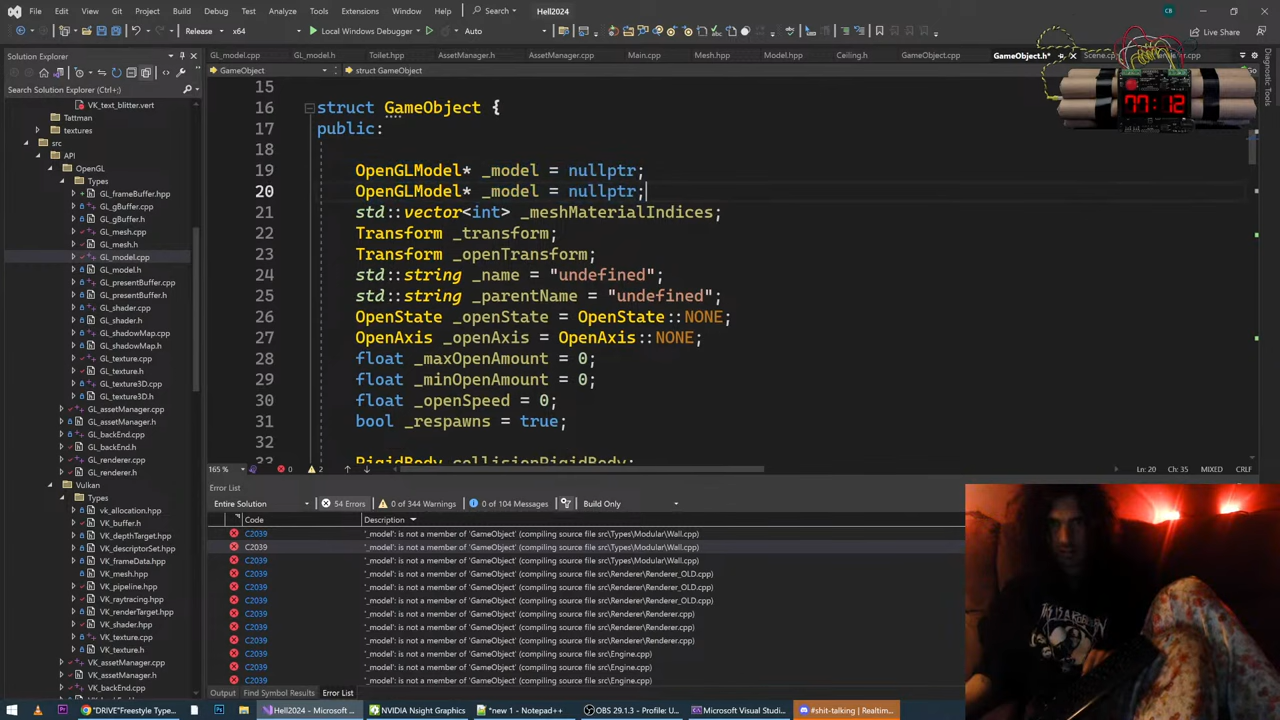 File Edit View Git Project Build Debug Test Analyze Tools Extensions Window Help Search Hell2024 CR
Release x64 Local Windows Debugger Auto Live Share
Solution Explorer
GL_model.cpp GL_model.h Toilet.hpp AssetManager.h AssetManager.cpp Main.cpp Mesh.hpp Model.hpp Ceiling.h GameObject.cpp GameObject.h*
GameObject struct GameObject
Search Solution Explorer (Ctrl+;)
Diagnostic Tools
77:12
VK_text_blitter.vert
Tattman
textures
src
API
OpenGL
Types
GL_frameBuffer.hpp
GL_gBuffer.cpp
GL_gBuffer.h
GL_mesh.cpp
GL_mesh.h
GL_model.cpp
GL_model.h
GL_presentBuffer.cpp
GL_presentBuffer.h
GL_shader.cpp
GL_shader.h
GL_shadowMap.cpp
GL_shadowMap.h
GL_texture.cpp
GL_texture.h
GL_texture3D.cpp
GL_texture3D.h
GL_assetManager.cpp
GL_assetManager.h
GL_backEnd.cpp
GL_backEnd.h
GL_renderer.cpp
GL_renderer.h
Vulkan
Types
vk_allocation.hpp
VK_buffer.h
VK_depthTarget.hpp
VK_descriptorSet.hpp
VK_frameData.hpp
VK_mesh.hpp
VK_pipeline.hpp
VK_raytracing.hpp
VK_renderTarget.hpp
VK_shader.hpp
VK_texture.cpp
VK_texture.h
VK_assetManager.cpp
VK_assetManager.h
VK_backEnd.cpp
15
16 struct GameObject {
17 public:
18
19 OpenGLModel* _model = nullptr;
20 OpenGLModel* _model = nullptr;
21 std::vector<int> _meshMaterialIndices;
22 Transform _transform;
23 Transform _openTransform;
24 std::string _name = "undefined";
25 std::string _parentName = "undefined";
26 OpenState _openState = OpenState::NONE;
27 OpenAxis _openAxis = OpenAxis::NONE;
28 float _maxOpenAmount = 0;
29 float _minOpenAmount = 0;
30 float _openSpeed = 0;
31 bool _respawns = true;
32
33 RigidBody collisionRigidBody;
165 % 0 2 Ln: 20 Ch: 35 MIXED CRLF
Error List
Entire Solution 54 Errors 0 of 344 Warnings 0 of 104 Messages Build Only
Code Description
C2039 '_model': is not a member of 'GameObject' (compiling source file src\Types\Modular\Wall.cpp)
C2039 '_model': is not a member of 'GameObject' (compiling source file src\Types\Modular\Wall.cpp)
C2039 '_model': is not a member of 'GameObject' (compiling source file src\Types\Modular\Wall.cpp)
C2039 '_model': is not a member of 'GameObject' (compiling source file src\Renderer\Renderer_OLD.cpp)
C2039 '_model': is not a member of 'GameObject' (compiling source file src\Renderer\Renderer_OLD.cpp)
C2039 '_model': is not a member of 'GameObject' (compiling source file src\Renderer\Renderer_OLD.cpp)
C2039 '_model': is not a member of 'GameObject' (compiling source file src\Renderer\Renderer.cpp)
C2039 '_model': is not a member of 'GameObject' (compiling source file src\Renderer\Renderer.cpp)
C2039 '_model': is not a member of 'GameObject' (compiling source file src\Renderer\Renderer.cpp)
C2039 '_model': is not a member of 'GameObject' (compiling source file src\Engine.cpp)
C2039 '_model': is not a member of 'GameObject' (compiling source file src\Engine.cpp)
C2039 '_model': is not a member of 'GameObject' (compiling source file src\Engine.cpp)
Output Find Symbol Results Error List
"DRIVE"Freestyle Type... Hell2024 - Microsoft ... NVIDIA Nsight Graphics *new 1 - Notepad++ OBS 29.1.3 - Profile: U... Microsoft Visual Studi... #shit-talking | Realtim...